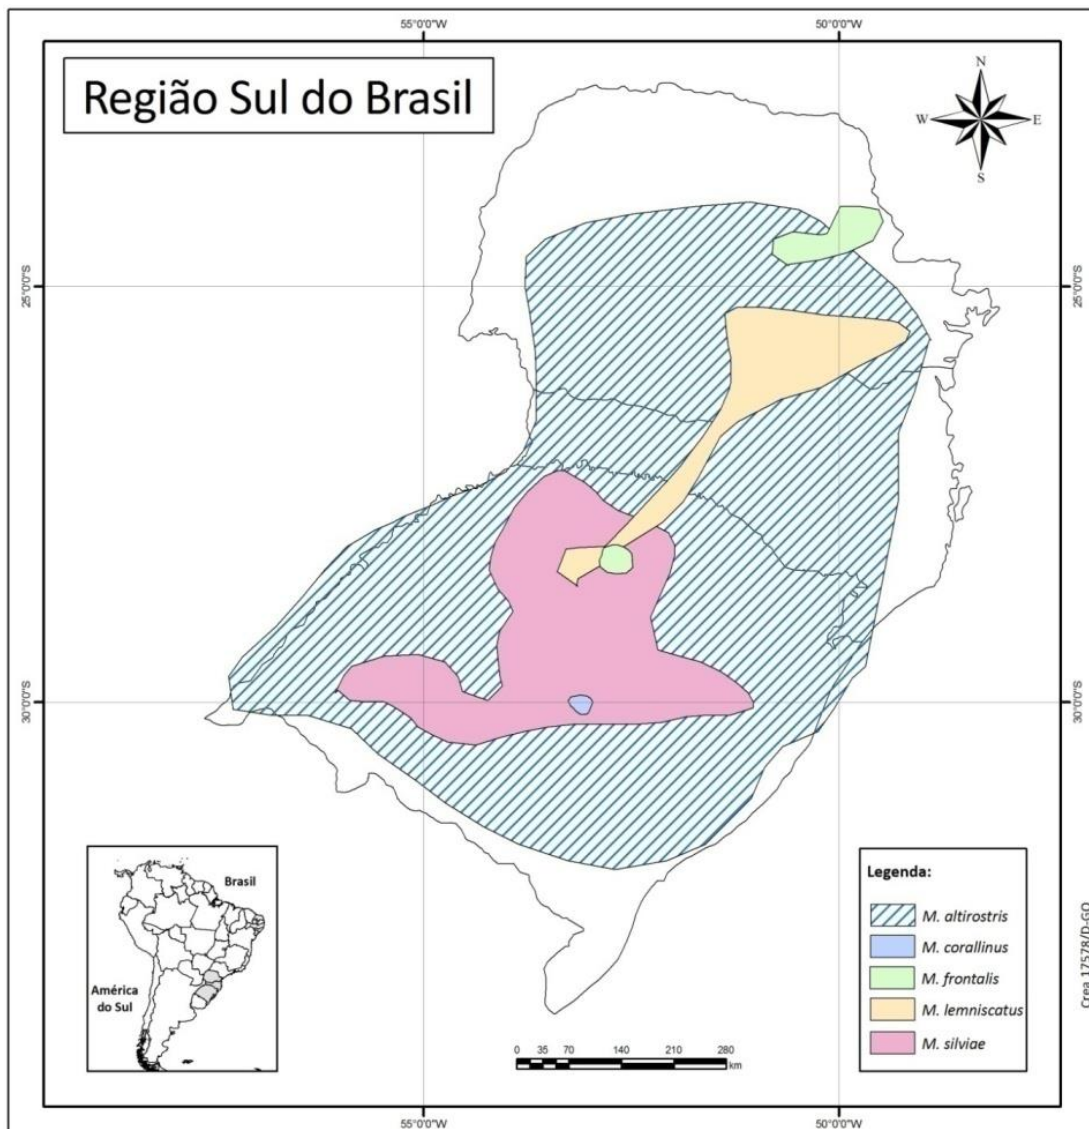 55°0'0"W 50°0'0"W
Região Sul do Brasil
N
W E
S
25°0'0"S 25°0'0"S
30°0'0"S 30°0'0"S
Brasil
América
do Sul
Legenda:
M. altirostris
M. corallinus
M. frontalis
M. lemniscatus
M. silviae
0 35 70 140 210 280
km
Crea 17578/D-GO
55°0'0"W 50°0'0"W